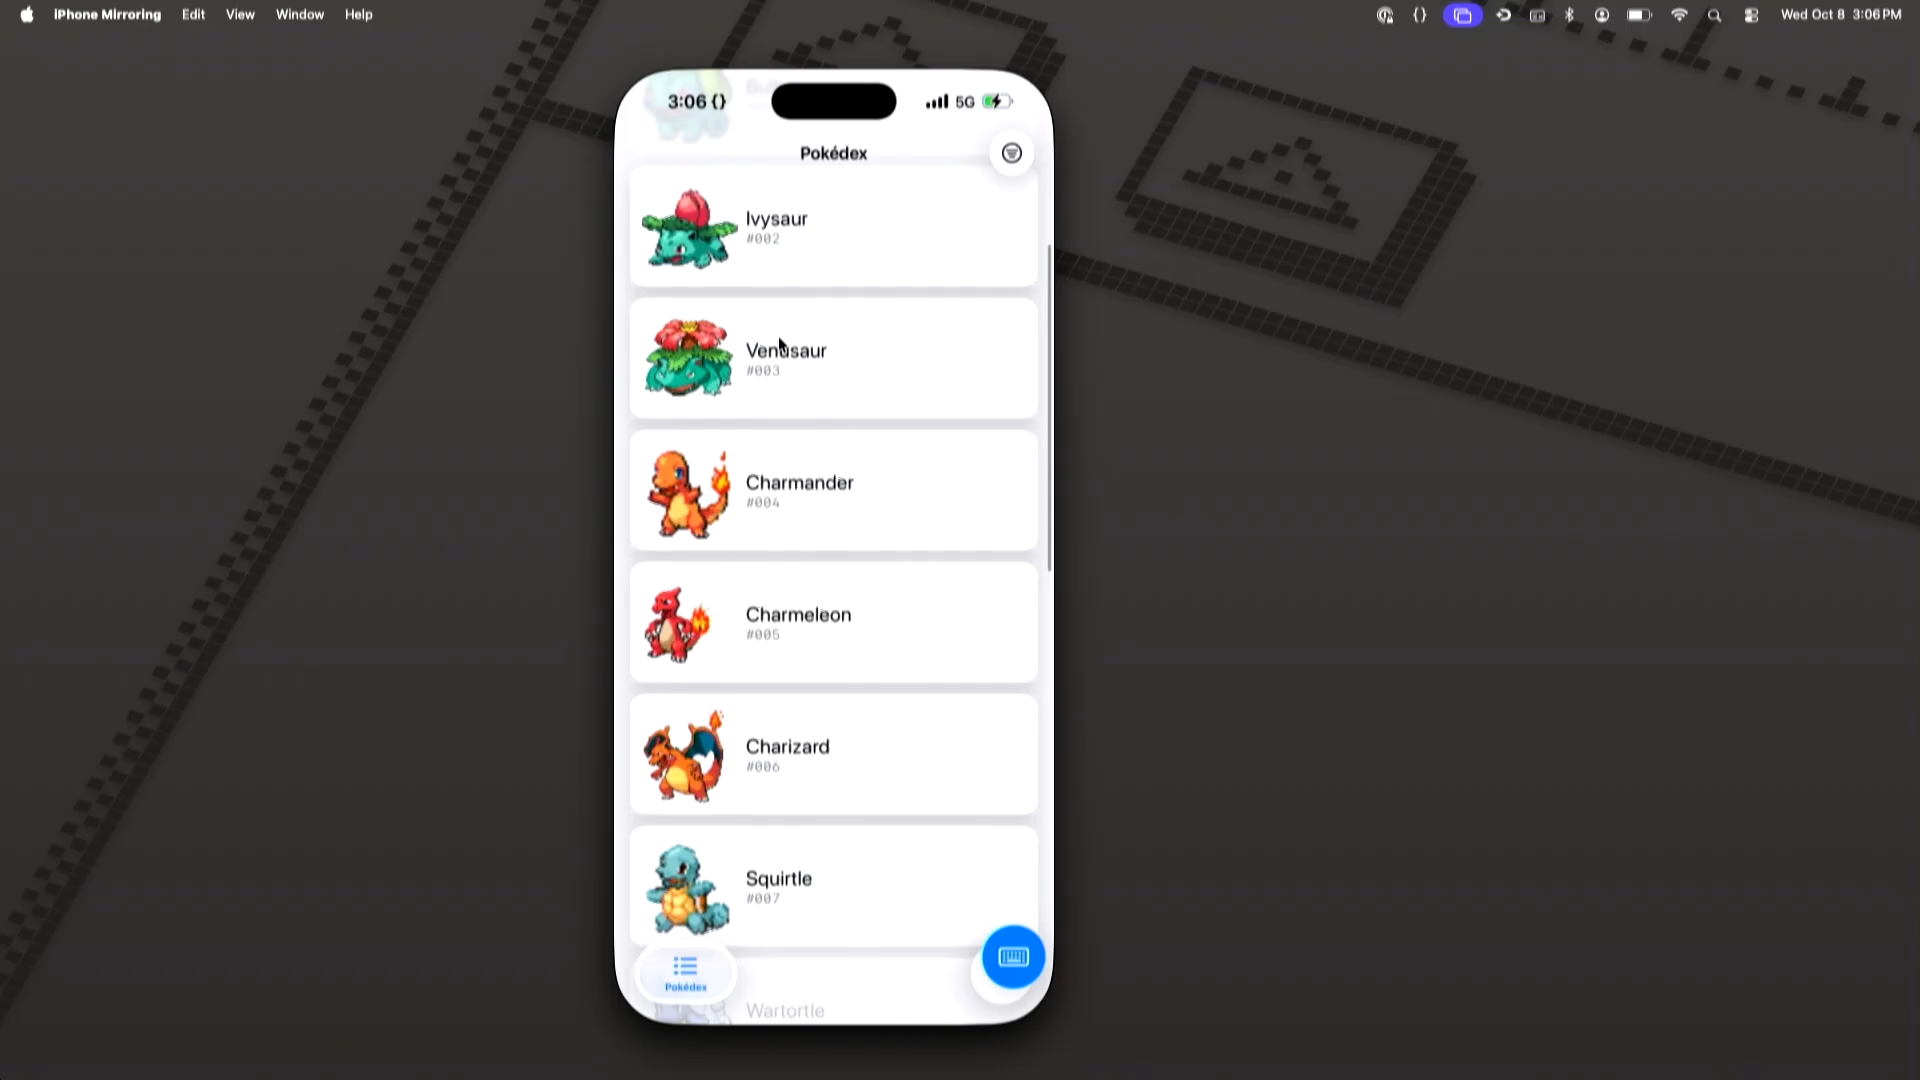 iPhone Mirroring Edit View Window Help
Wed Oct 8 3:06 PM
3:06 {}
5G
Pokédex
Ivysaur
#002
Venusaur
#003
Charmander
#004
Charmeleon
#005
Charizard
#006
Squirtle
#007
Pokédex
Wartortle